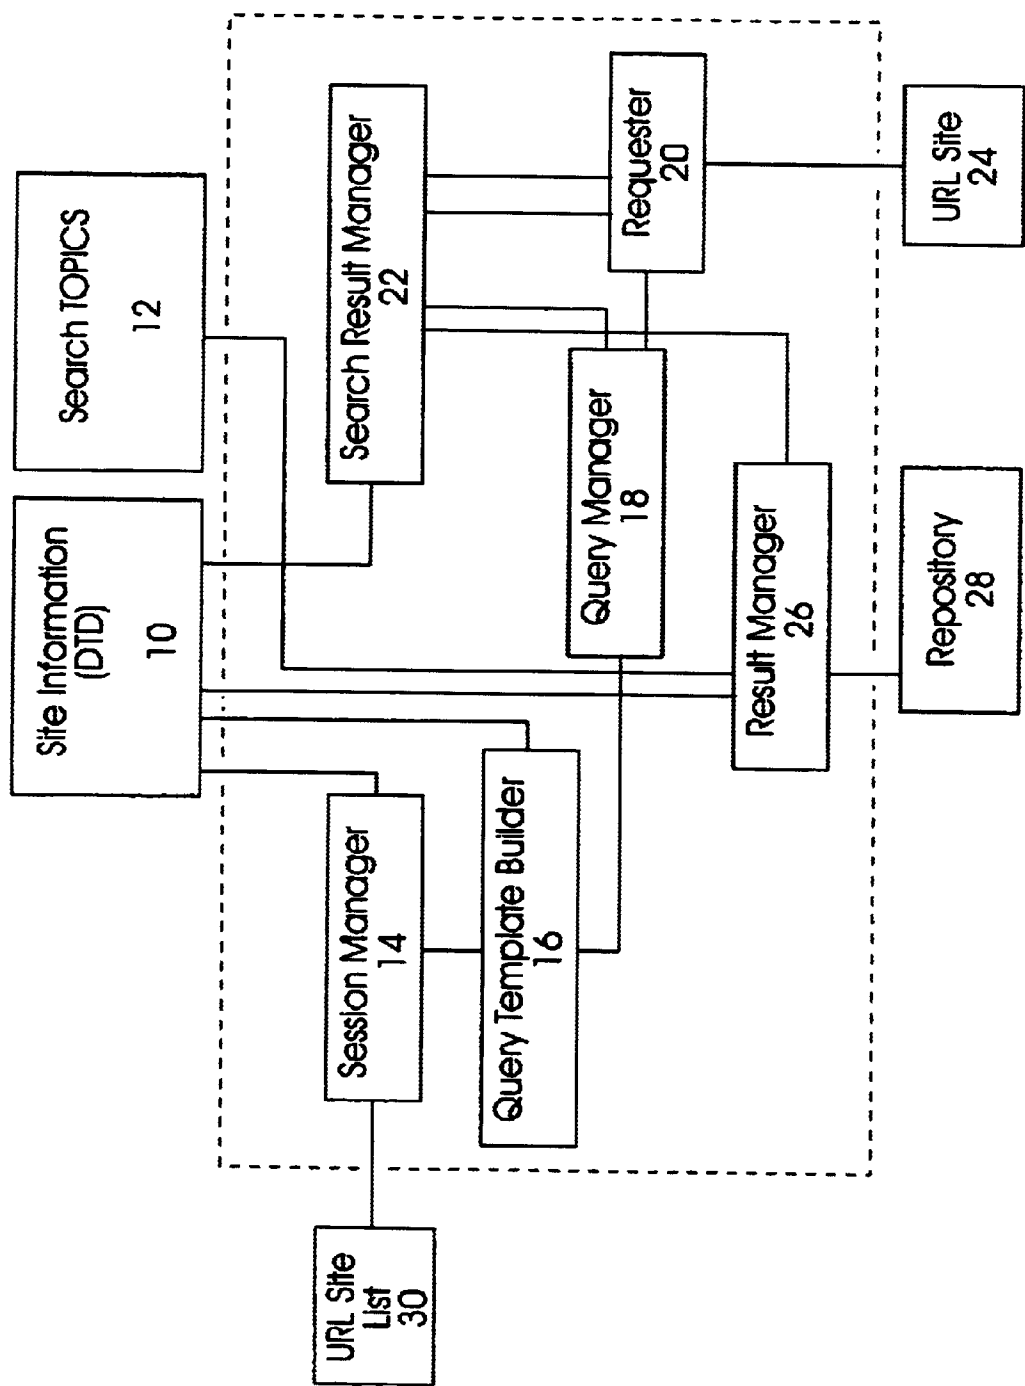 Site Information
(DTD)
10
Search TOPICS
12
URL Site
List
30
Session Manager
14
Search Result Manager
22
Query Template Builder
16
Query Manager
18
Requester
20
Result Manager
26
Repository
28
URL Site
24